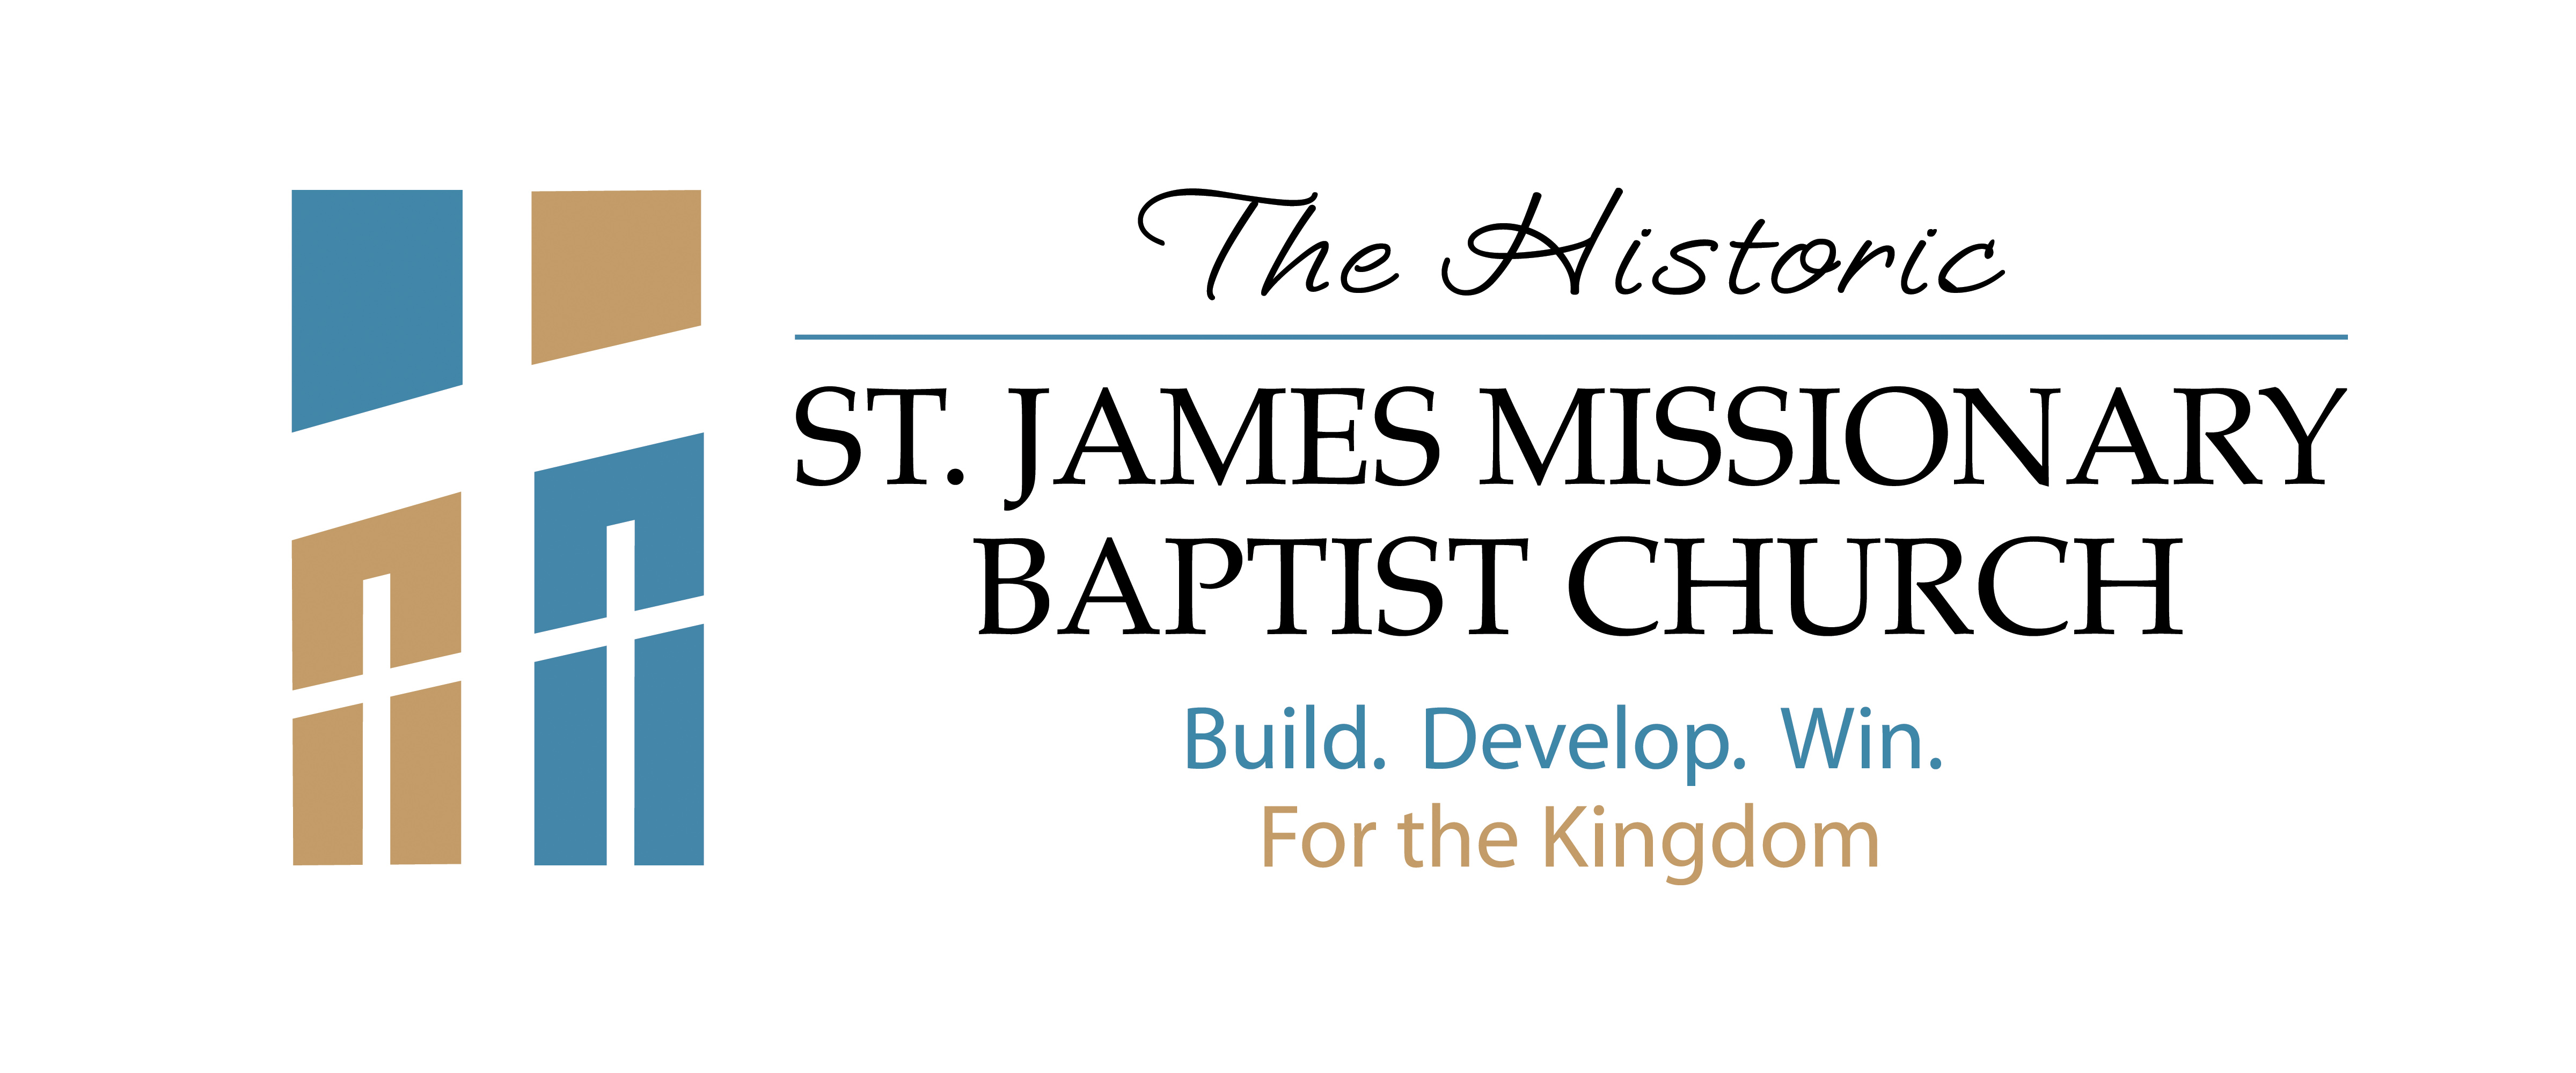 The Historic
ST. JAMES MISSIONARY
BAPTIST CHURCH
Build. Develop. Win.
For the Kingdom